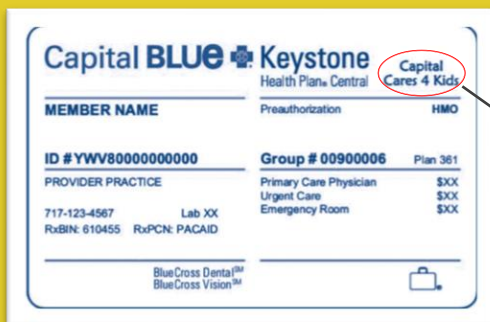 Capital BLUE Keystone
Health Plan® Central
Capital
Cares 4 Kids
MEMBER NAME
Preauthorization HMO
ID # YWV80000000000 Group # 00900006 Plan 361
PROVIDER PRACTICE
Primary Care Physician $XX
Urgent Care $XX
717-123-4567 Lab XX
Emergency Room $XX
RxBIN: 610455 RxPCN: PACAID
BlueCross Dental℠
BlueCross Vision℠